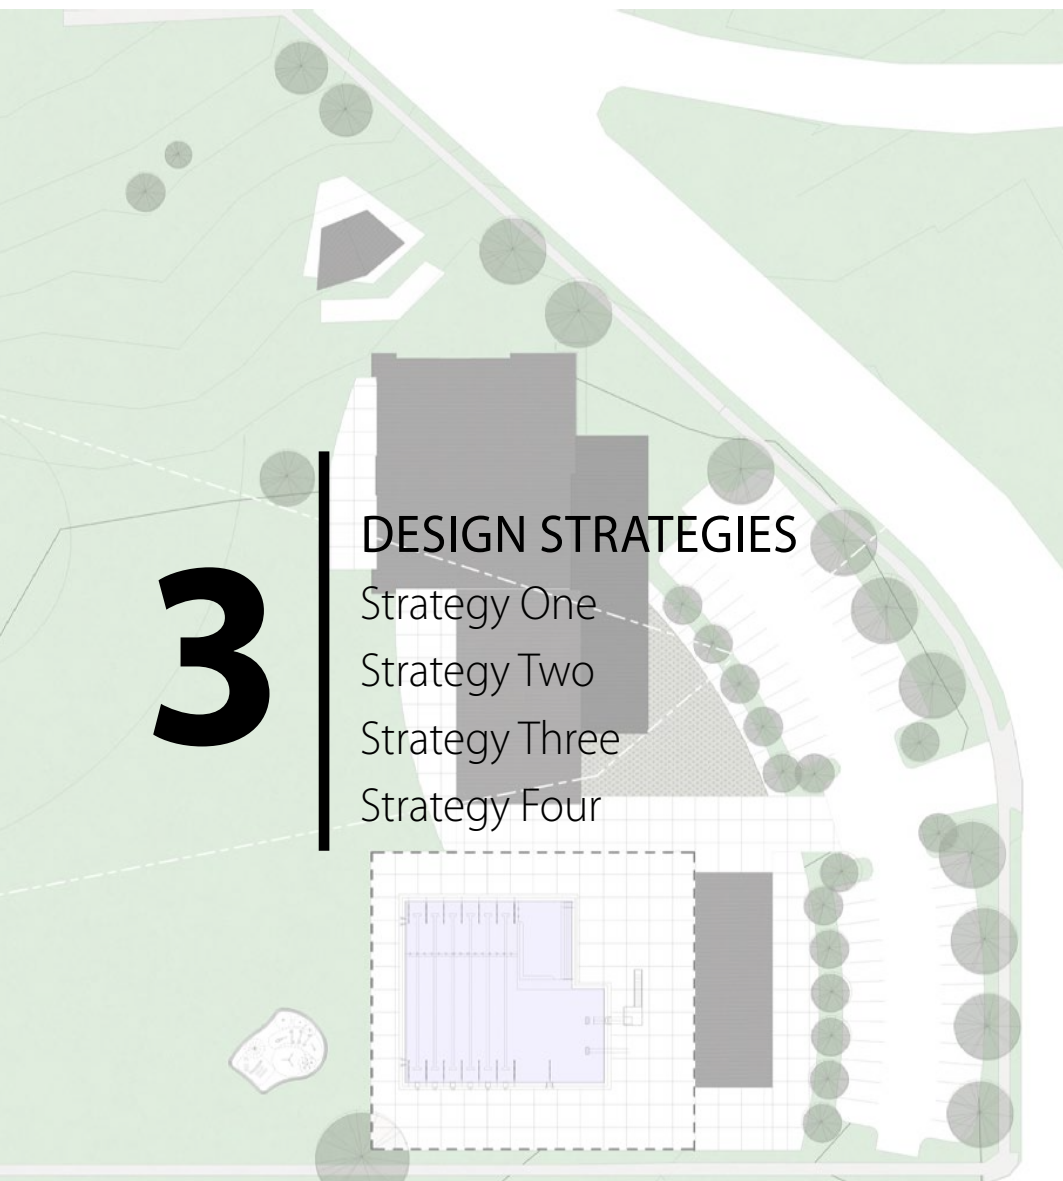 3
DESIGN STRATEGIES
Strategy One
Strategy Two
Strategy Three
Strategy Four